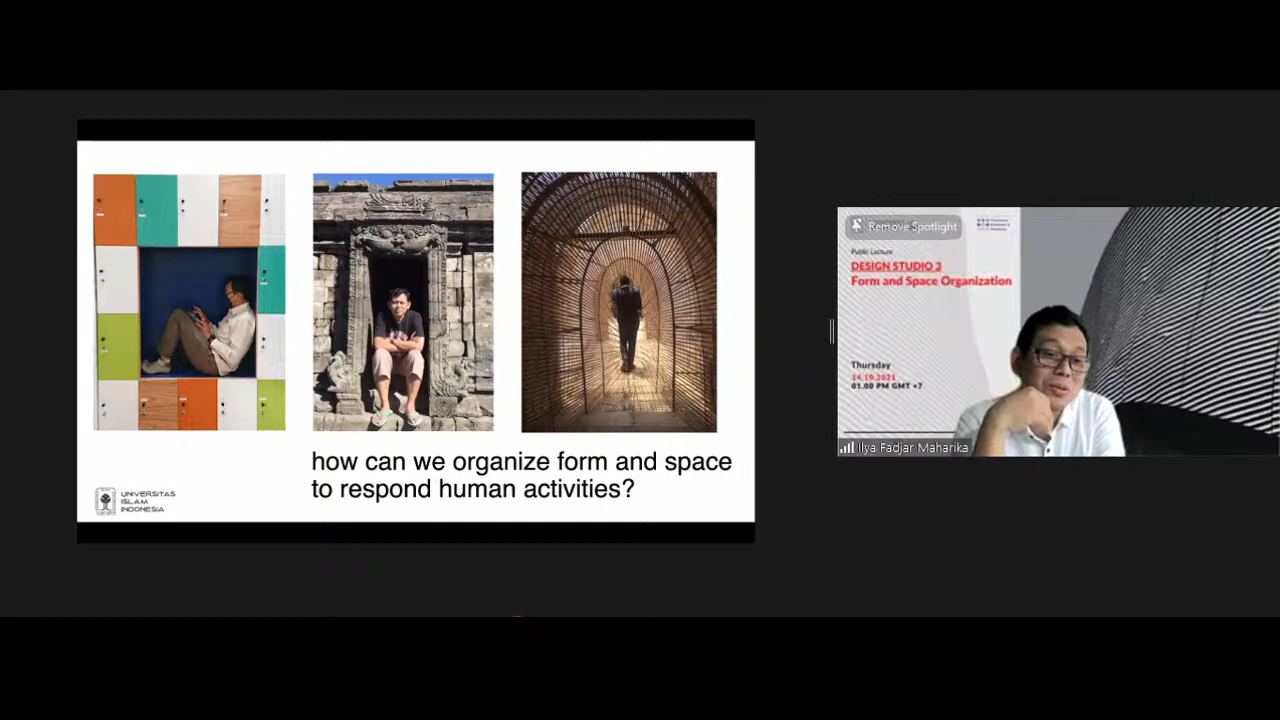 how can we organize form and space
to respond human activities?
UNIVERSITAS
ISLAM
INDONESIA
Remove Spotlight
Public Lecture
DESIGN STUDIO 3
Form and Space Organization
Thursday
14.10.2021
01.00 PM GMT +7
Ilya Fadjar Maharika